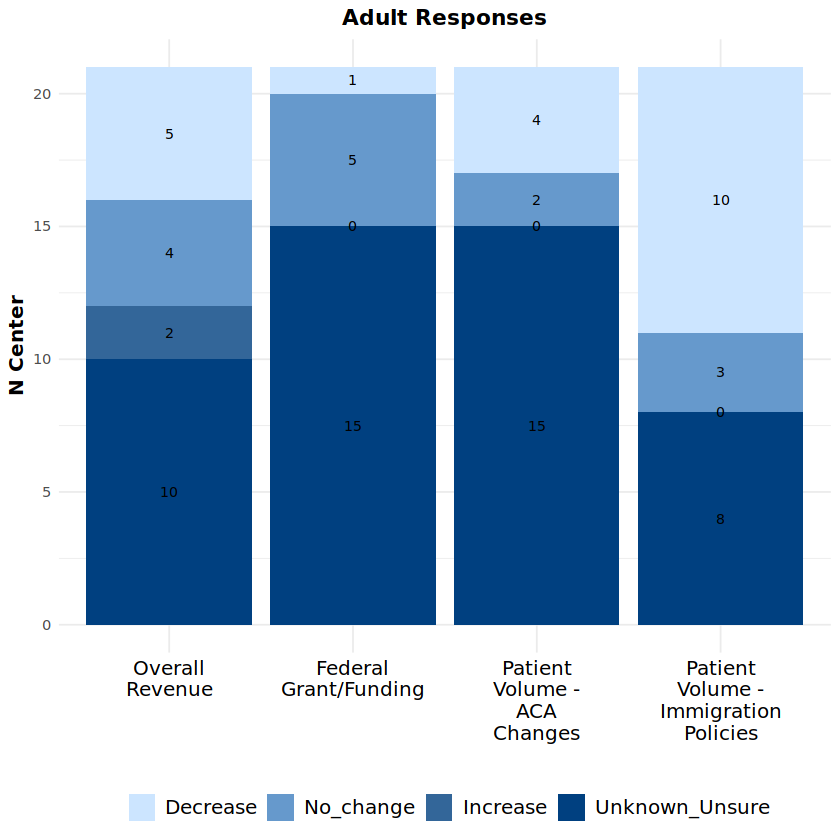 Adult Responses
N Center
20
15
10
5
0
5
4
2
10
1
5
0
15
4
2
0
15
10
3
0
8
Overall
Revenue
Federal
Grant/Funding
Patient
Volume -
ACA
Changes
Patient
Volume -
Immigration
Policies
Decrease No_change Increase Unknown_Unsure